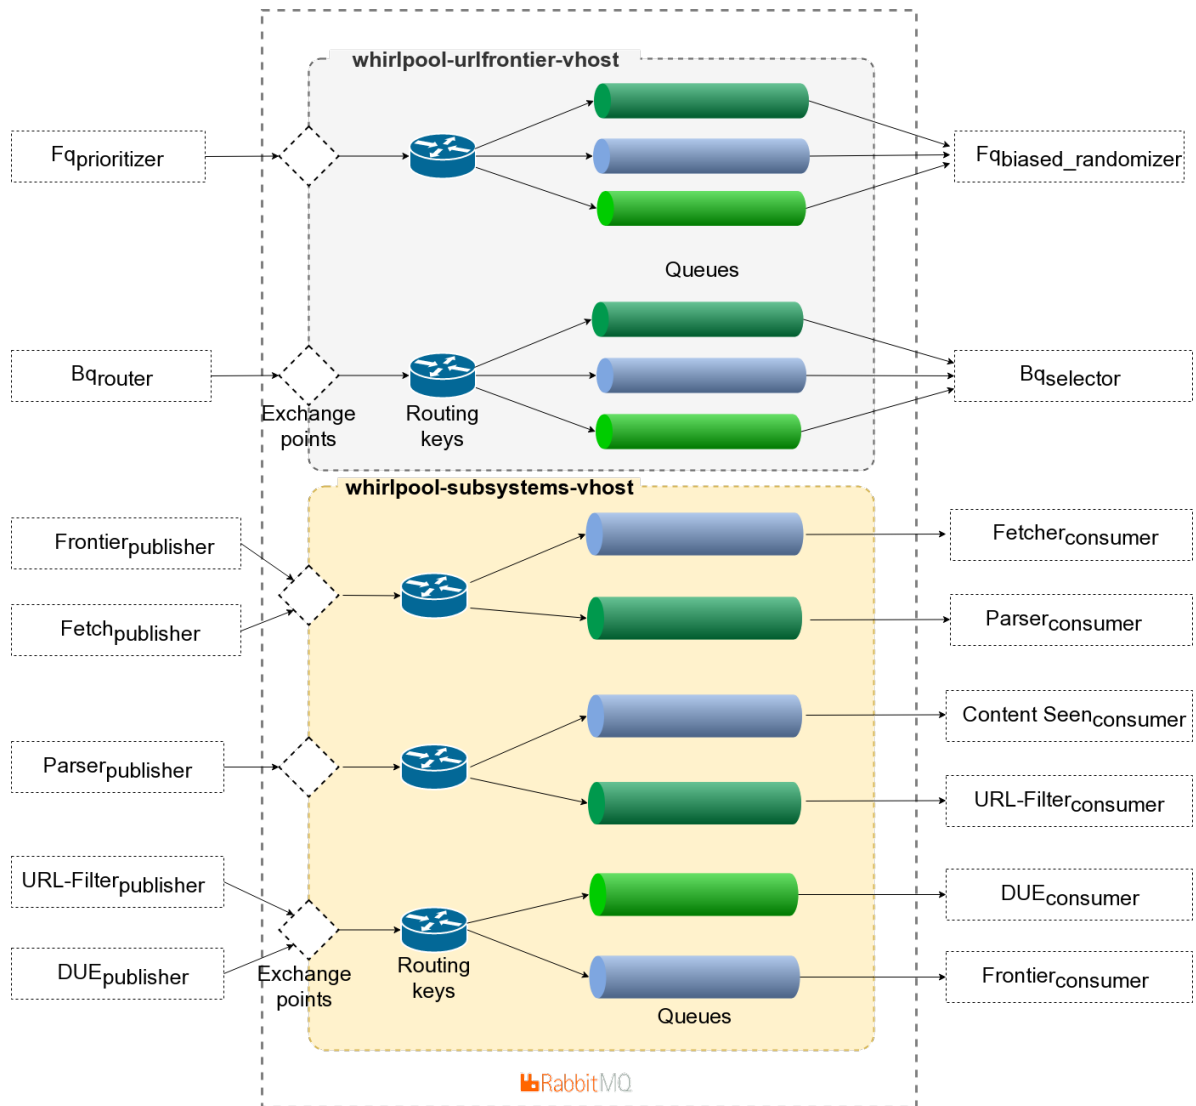 whirlpool-urlfrontier-vhost
Fqprioritizer
Fqbiased_randomizer
Queues
Bqrouter
Bqselector
Exchange
points
Routing
keys
whirlpool-subsystems-vhost
Frontierpublisher
Fetcherconsumer
Fetchpublisher
Parserconsumer
Content Seenconsumer
Parserpublisher
URL-Filterconsumer
URL-Filterpublisher
DUEconsumer
DUEpublisher
Exchange
points
Routing
keys
Frontierconsumer
Queues
RabbitMQ